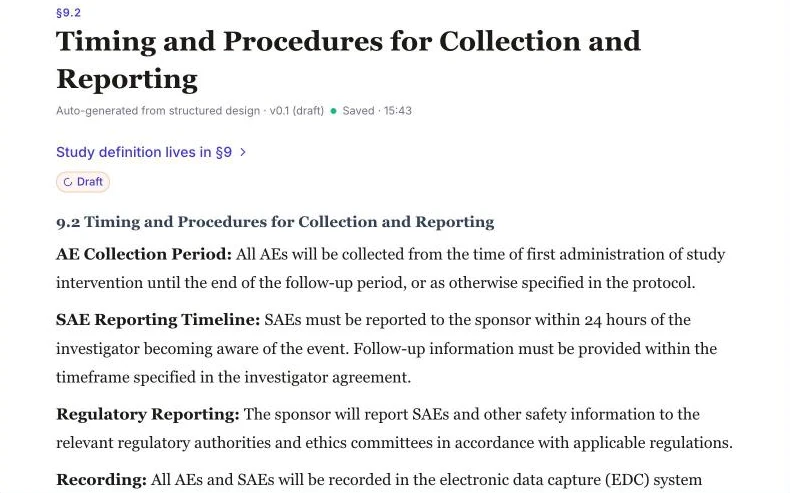 §9.2
Timing and Procedures for Collection and
Reporting
Auto-generated from structured design · v0.1 (draft) ● Saved · 15:43
Study definition lives in §9 >
Draft
9.2 Timing and Procedures for Collection and Reporting
AE Collection Period: All AEs will be collected from the time of first administration of study
intervention until the end of the follow-up period, or as otherwise specified in the protocol.
SAE Reporting Timeline: SAEs must be reported to the sponsor within 24 hours of the
investigator becoming aware of the event. Follow-up information must be provided within the
timeframe specified in the investigator agreement.
Regulatory Reporting: The sponsor will report SAEs and other safety information to the
relevant regulatory authorities and ethics committees in accordance with applicable regulations.
Recording: All AEs and SAEs will be recorded in the electronic data capture (EDC) system